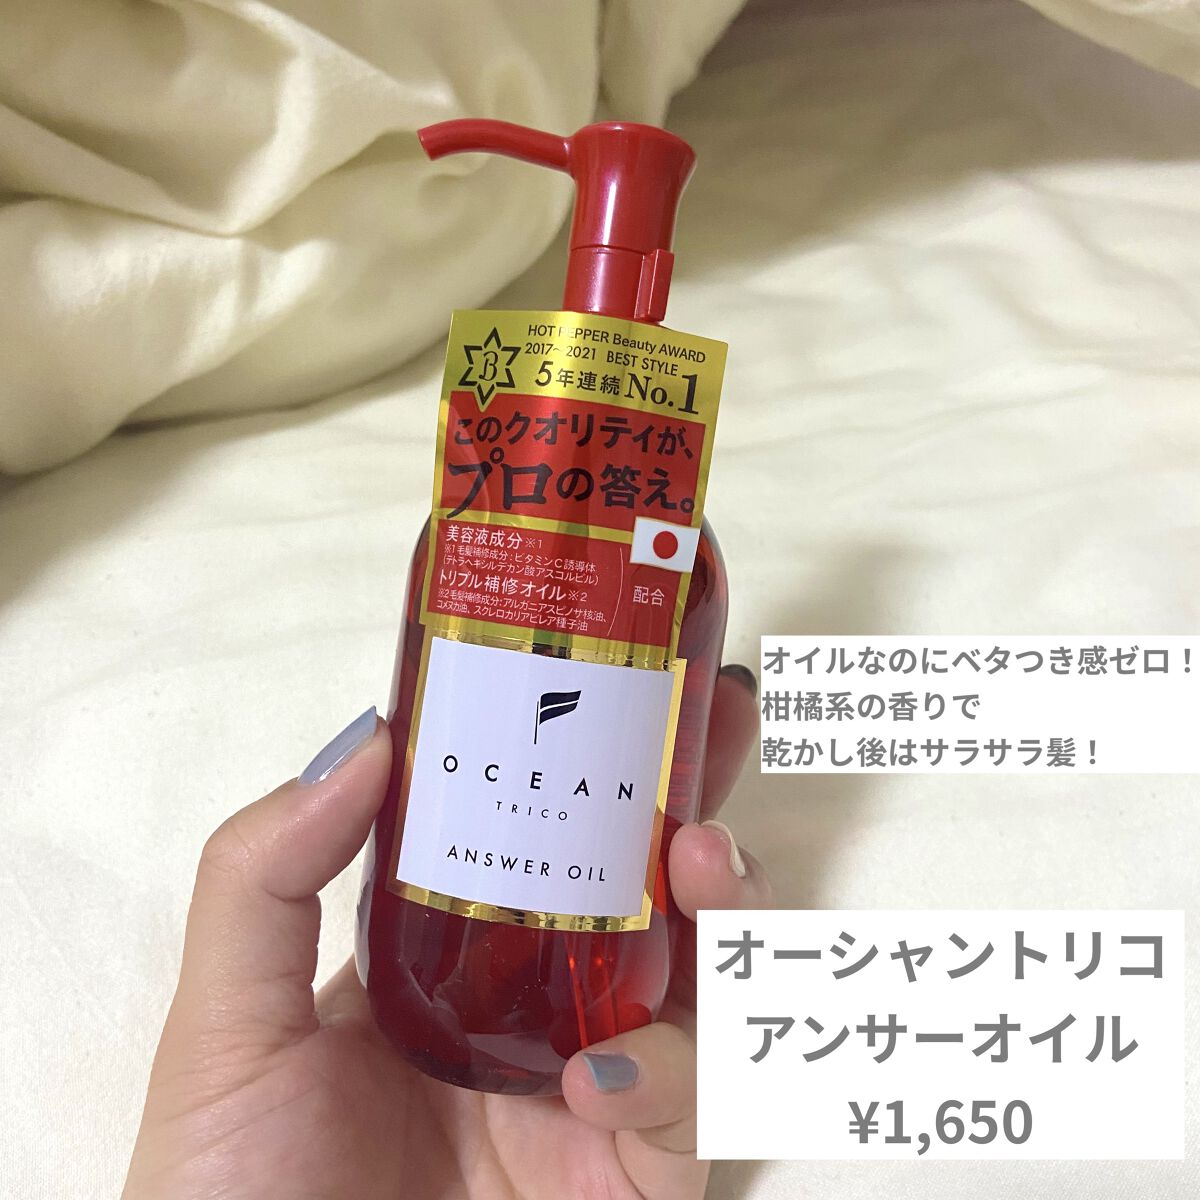 HOT PEPPER Beauty AWARD
2017～2021 BEST STYLE
5年連続No.1
B
このクオリティが、
プロの答え。
美容液成分※1
※1毛髪補修成分：ビタミンC誘導体
（テトラヘキシルデカン酸アスコルビル）
トリプル補修オイル※2
※2毛髪補修成分：アルガニアスピノサ核油、
コメヌカ油、スクレロカリアビレア種子油
配合
OCEAN
TRICO
ANSWER OIL
オイルなのにベタつき感ゼロ！
柑橘系の香りで
乾かし後はサラサラ髪！
オーシャントリコ
アンサーオイル
¥1,650